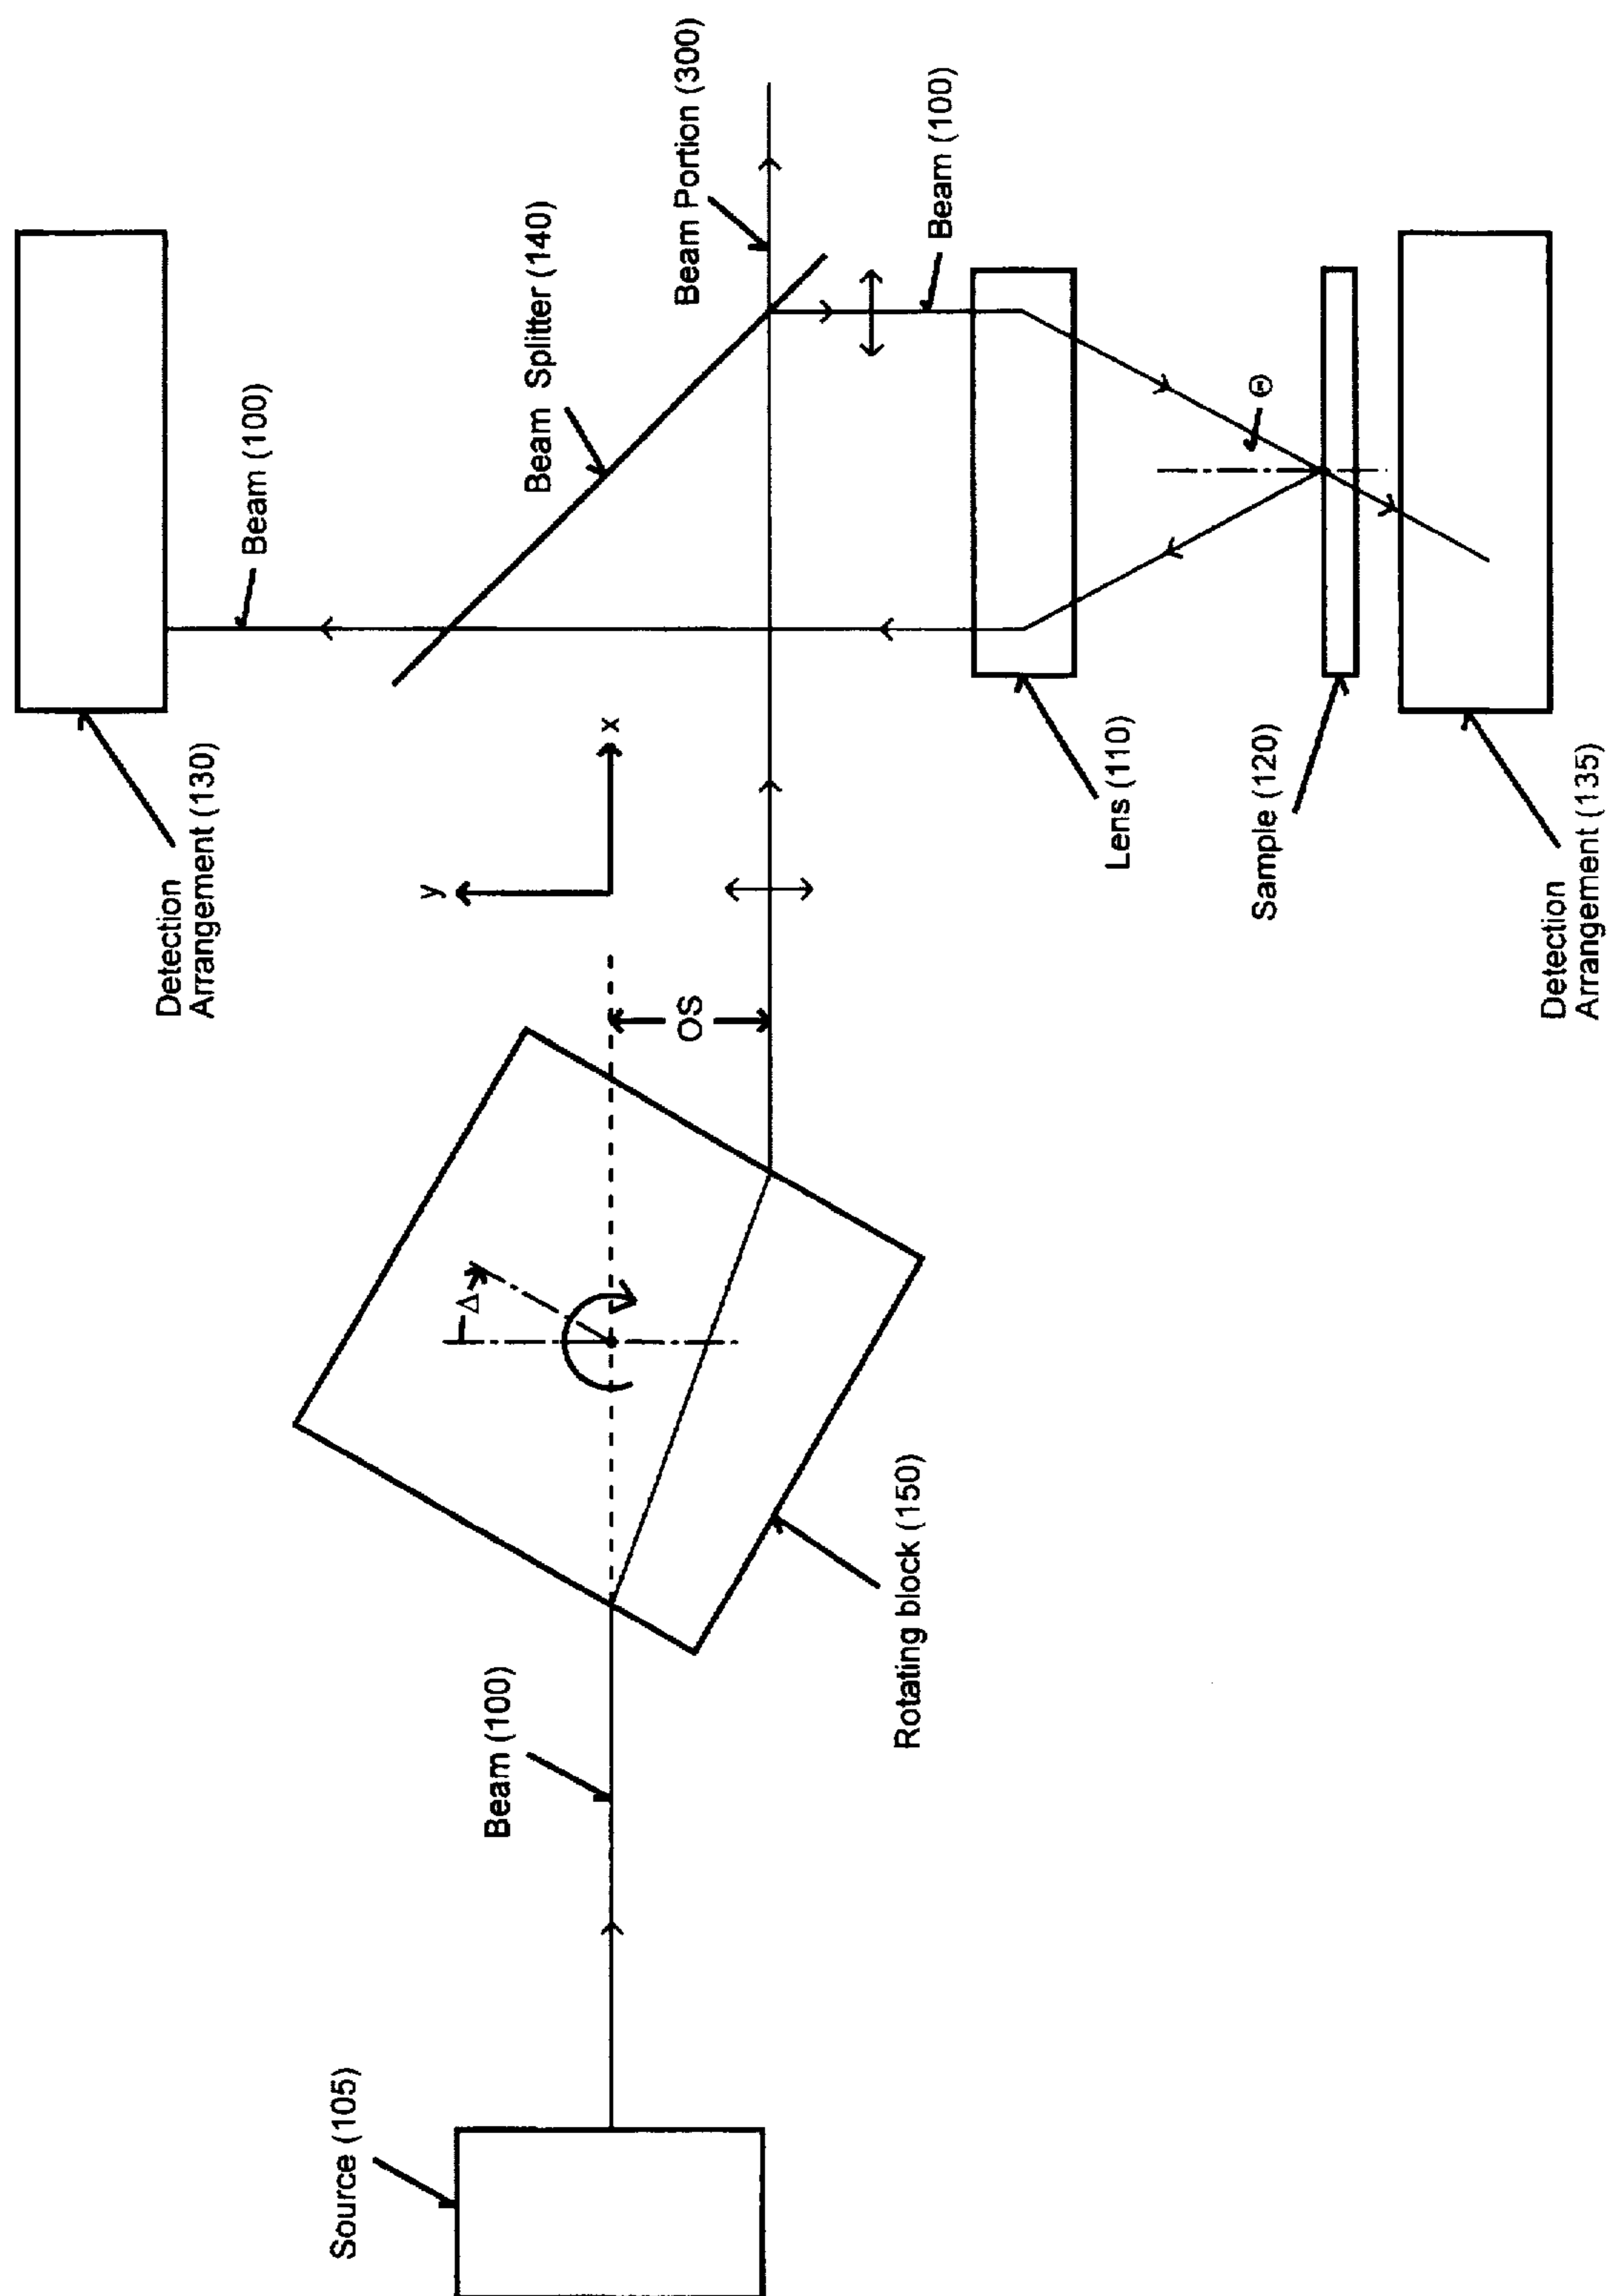 Source (105)
Beam (100)
Rotating block (150)
Δ
OS
y
x
Detection
Arrangement (130)
Beam (100)
Beam Splitter (140)
Beam Portion (300)
Beam (100)
Lens (110)
Θ
Sample (120)
Detection
Arrangement (135)